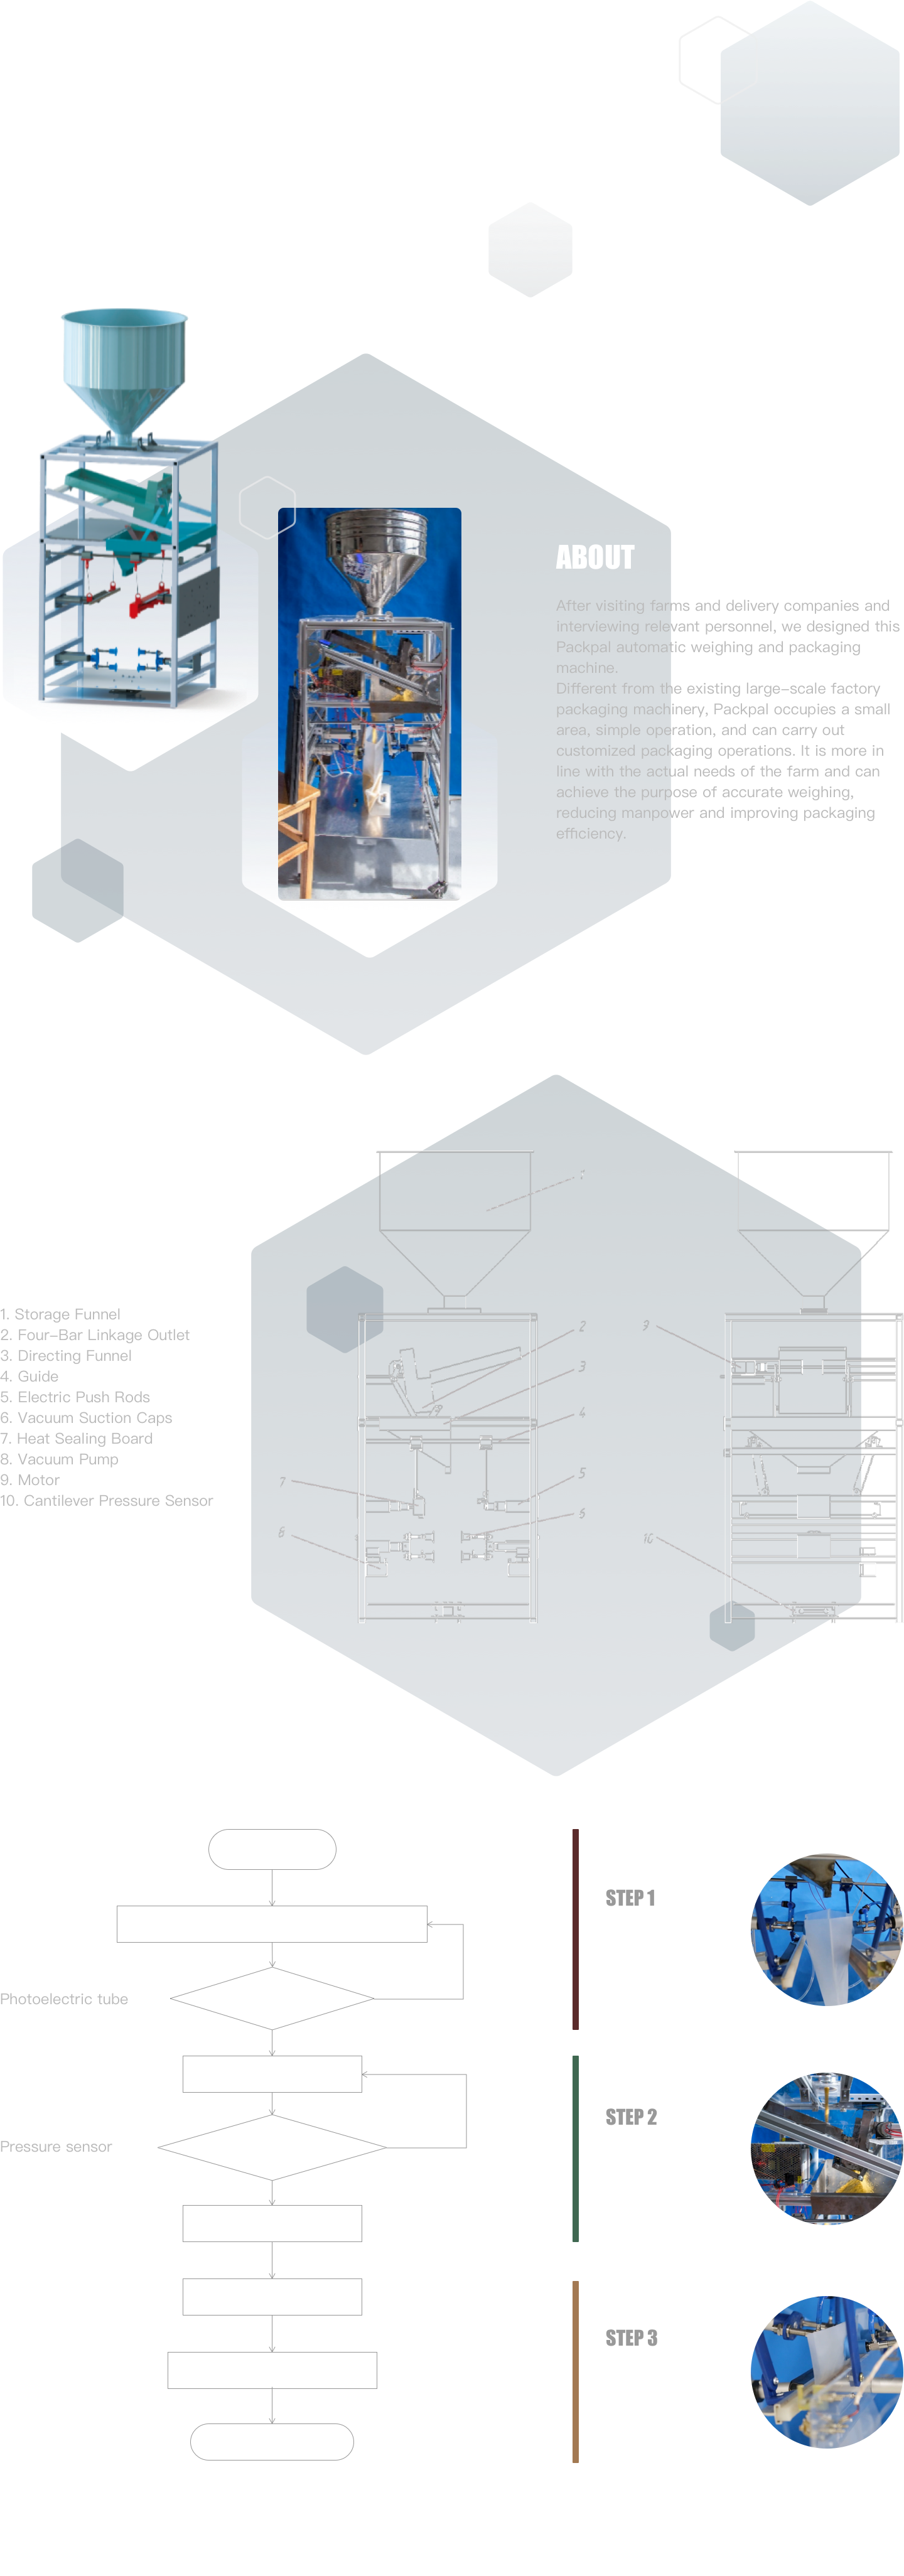 ABOUT
After visiting farms and delivery companies and
interviewing relevant personnel, we designed this
Packpal automatic weighing and packaging
machine.
Different from the existing large-scale factory
packaging machinery, Packpal occupies a small
area, simple operation, and can carry out
customized packaging operations. It is more in
line with the actual needs of the farm and can
achieve the purpose of accurate weighing,
reducing manpower and improving packaging
efficiency.
1. Storage Funnel
2. Four-Bar Linkage Outlet
3. Directing Funnel
4. Guide
5. Electric Push Rods
6. Vacuum Suction Caps
7. Heat Sealing Board
8. Vacuum Pump
9. Motor
10. Cantilever Pressure Sensor
2
3
4
5
7
8
9
10
Photoelectric tube
Pressure sensor
STEP 1
STEP 2
STEP 3